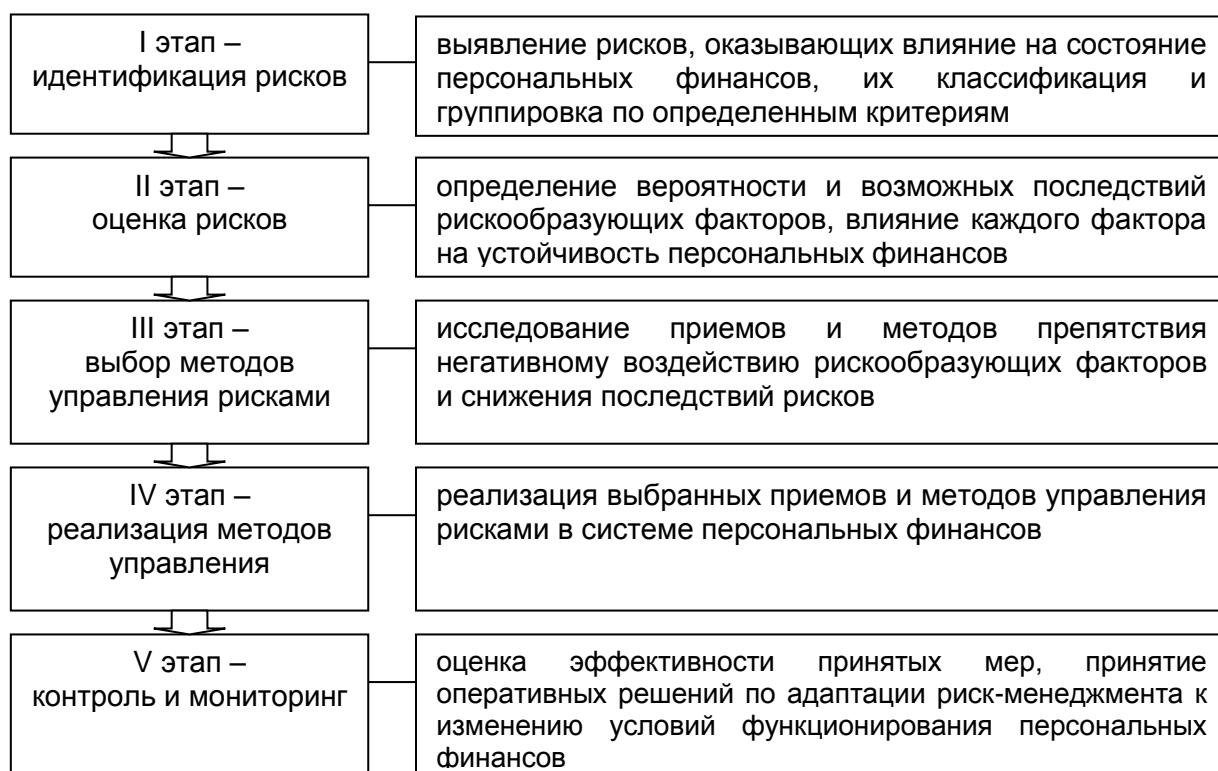 I этап –
идентификация рисков
выявление рисков, оказывающих влияние на состояние
персональных финансов, их классификация и
группировка по определенным критериям
II этап –
оценка рисков
определение вероятности и возможных последствий
рискообразующих факторов, влияние каждого фактора
на устойчивость персональных финансов
III этап –
выбор методов
управления рисками
исследование приемов и методов препятствия
негативному воздействию рискообразующих факторов
и снижения последствий рисков
IV этап –
реализация методов
управления
реализация выбранных приемов и методов управления
рисками в системе персональных финансов
V этап –
контроль и мониторинг
оценка эффективности принятых мер, принятие
оперативных решений по адаптации риск-менеджмента к
изменению условий функционирования персональных
финансов